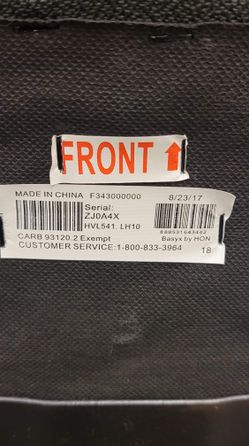 FRONT
MADE IN CHINA F343000000 8/23/17
Serial:
ZJ0A4X
HVL541. LH10
888531643442
Basyx by HON
CARB 93120.2 Exempt
CUSTOMER SERVICE:1-800-833-3964 18